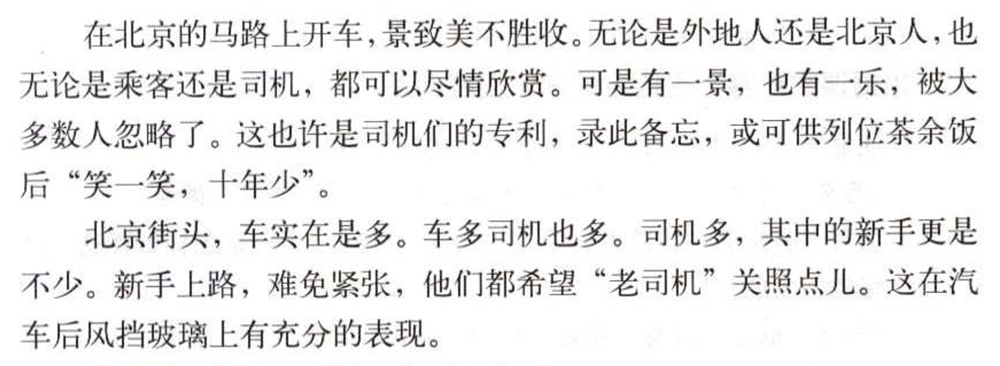 在北京的马路上开车，景致美不胜收。无论是外地人还是北京人，也
无论是乘客还是司机，都可以尽情欣赏。可是有一景，也有一乐，被大
多数人忽略了。这也许是司机们的专利，录此备忘，或可供列位茶余饭
后“笑一笑，十年少”。
北京街头，车实在是多。车多司机也多。司机多，其中的新手更是
不少。新手上路，难免紧张，他们都希望“老司机”关照点儿。这在汽
车后风挡玻璃上有充分的表现。